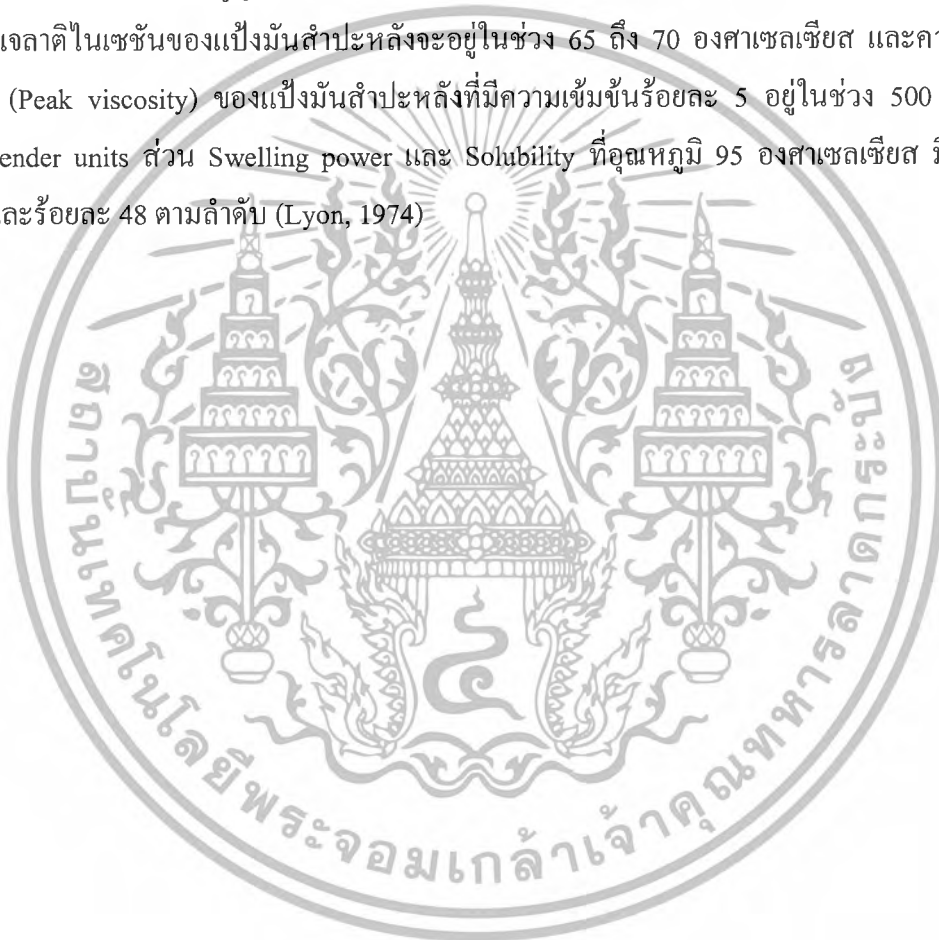 เจลาติไนเซชันของแป้งมันสำปะหลังจะอยู่ในช่วง 65 ถึง 70 องศาเซลเซียส และ
(Peak viscosity) ของแป้งมันสำปะหลังที่มีความเข้มข้นร้อยละ 5 อยู่ในช่วง 500
ender units ส่วน Swelling power และ Solubility ที่อุณหภูมิ 95 องศาเซลเซียส
และร้อยละ 48 ตามลำดับ (Lyon, 1974)
สถาบันเทคโนโลยีพระจอมเกล้าเจ้าคุณทหารลาดกระบัง